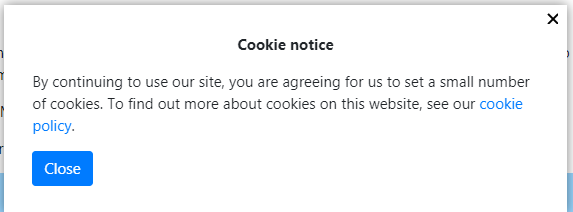 Cookie notice
By continuing to use our site, you are agreeing for us to set a small number
of cookies. To find out more about cookies on this website, see our cookie
policy.
Close